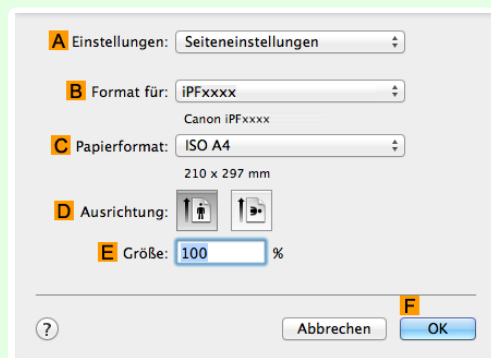 A Einstellungen: Seiteneinstellungen
B Format für: iPFxxxx
Canon iPFxxxx
C Papierformat: ISO A4
210 x 297 mm
D Ausrichtung:
E Größe: 100 %
F
? Abbrechen OK